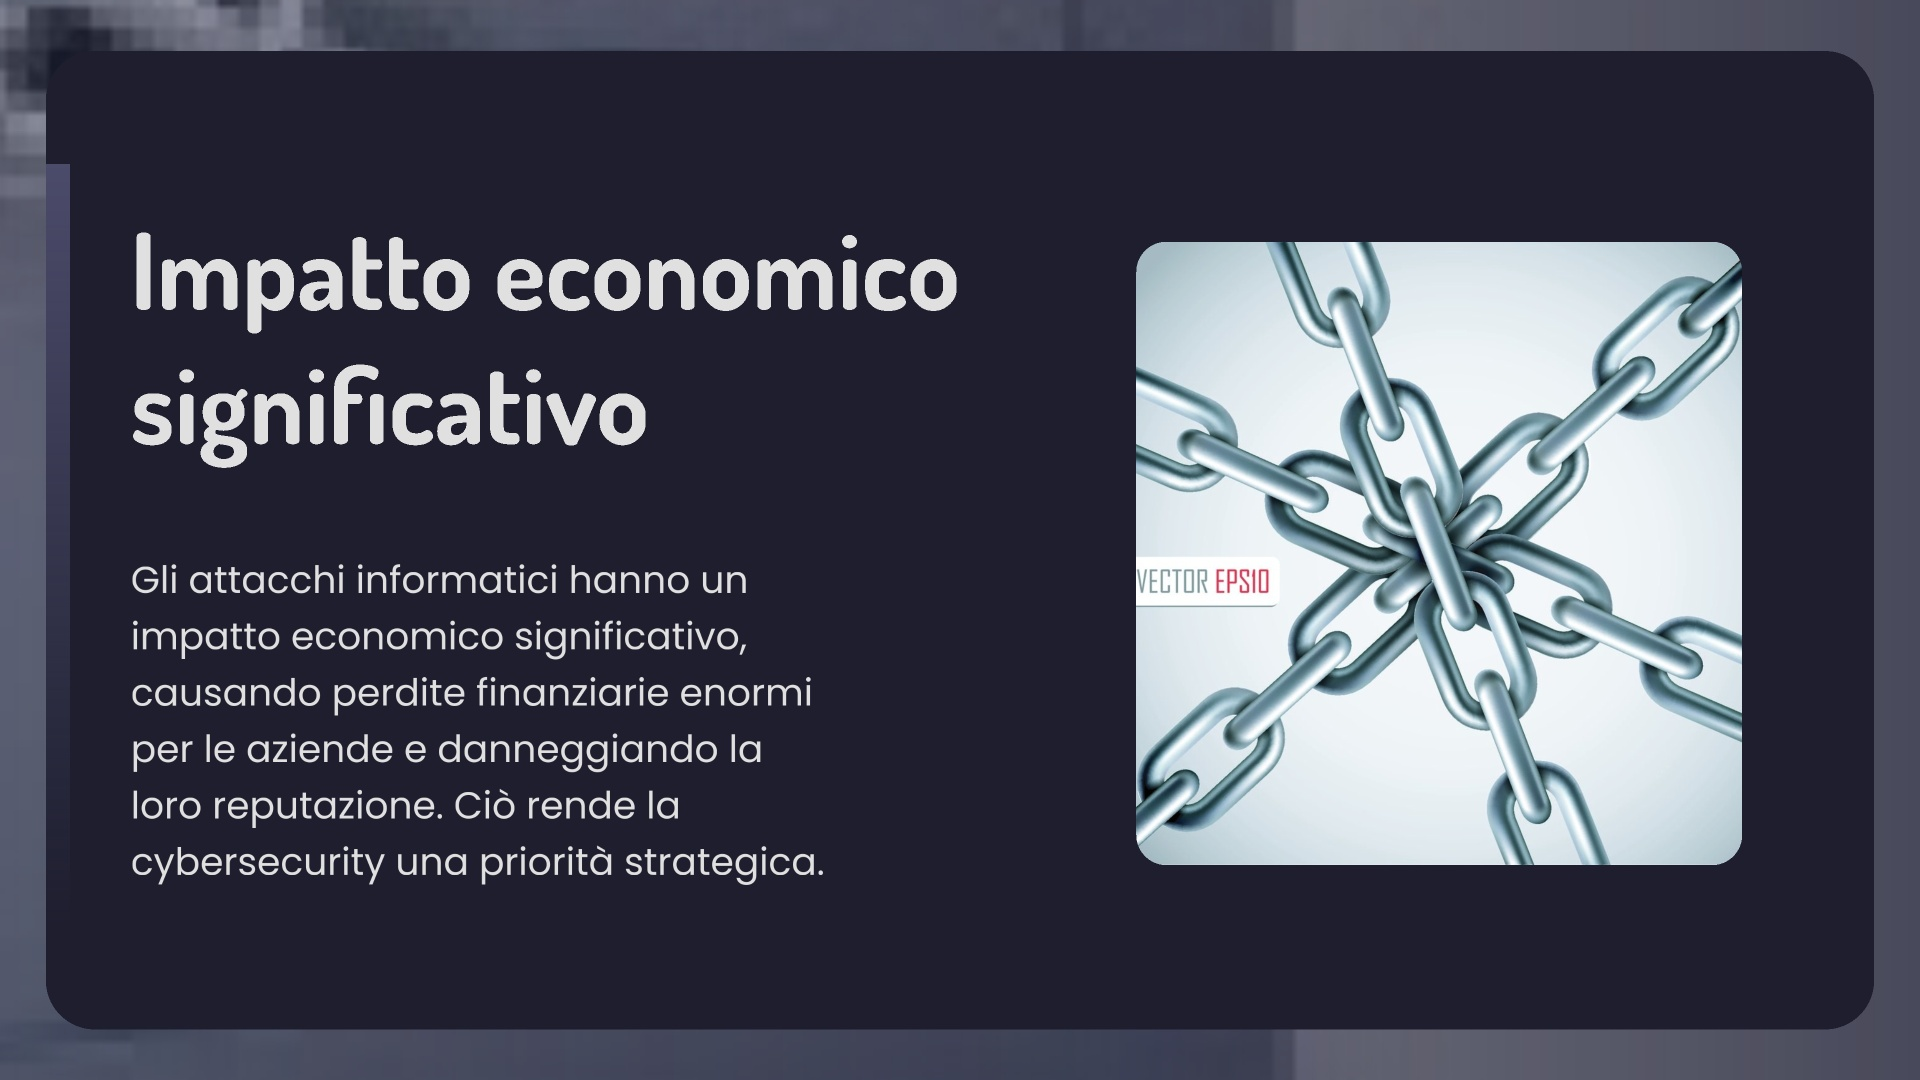 Impatto economico
significativo
Gli attacchi informatici hanno un
impatto economico significativo,
causando perdite finanziarie enormi
per le aziende e danneggiando la
loro reputazione. Ciò rende la
cybersecurity una priorità strategica.
VECTOR EPS10